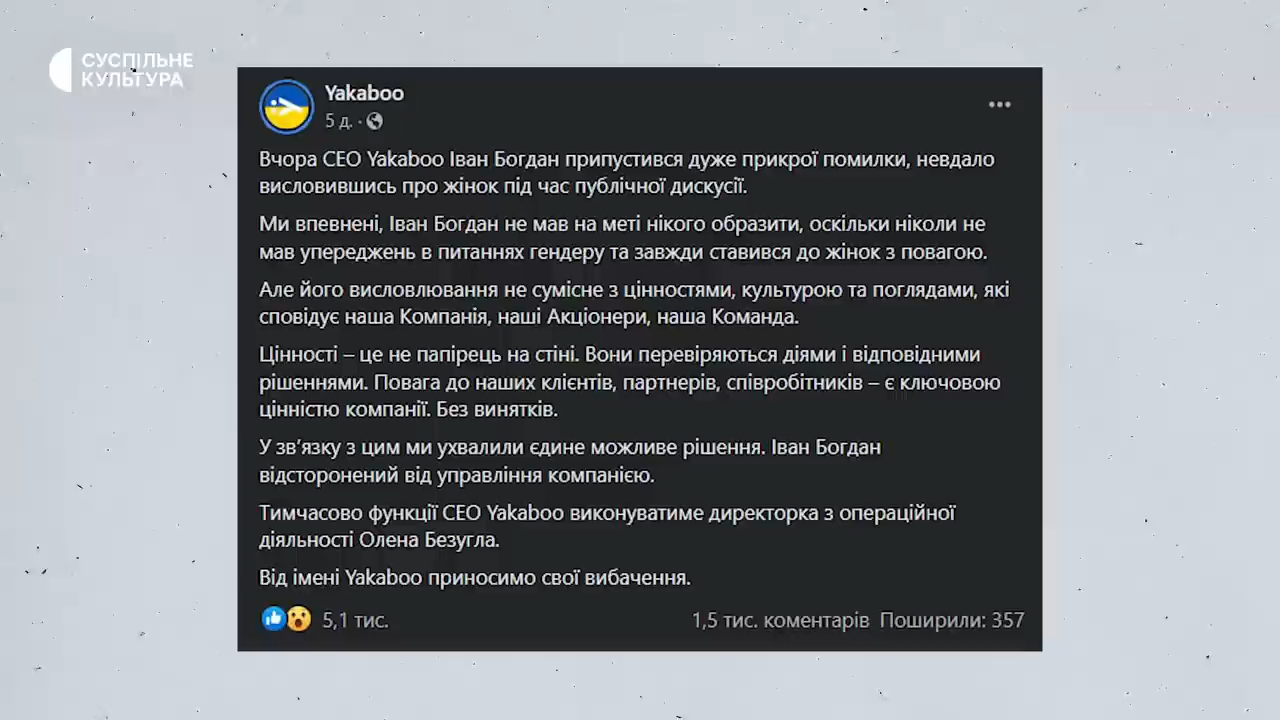 СУСПІЛЬНЕ
КУЛЬТУРА
Yakaboo
5 д. ·
Вчора CEO Yakaboo Іван Богдан припустився дуже прикрої помилки, невдало
висловившись про жінок під час публічної дискусії.
Ми впевнені, Іван Богдан не мав на меті нікого образити, оскільки ніколи не
мав упереджень в питаннях гендеру та завжди ставився до жінок з повагою.
Але його висловлювання не сумісне з цінностями, культурою та поглядами, які
сповідує наша Компанія, наші Акціонери, наша Команда.
Цінності – це не папірець на стіні. Вони перевіряються діями і відповідними
рішеннями. Повага до наших клієнтів, партнерів, співробітників – є ключовою
цінністю компанії. Без винятків.
У зв’язку з цим ми ухвалили єдине можливе рішення. Іван Богдан
відсторонений від управління компанією.
Тимчасово функції CEO Yakaboo виконуватиме директорка з операційної
діяльності Олена Безугла.
Від імені Yakaboo приносимо свої вибачення.
5,1 тис. 1,5 тис. коментарів Поширили: 357